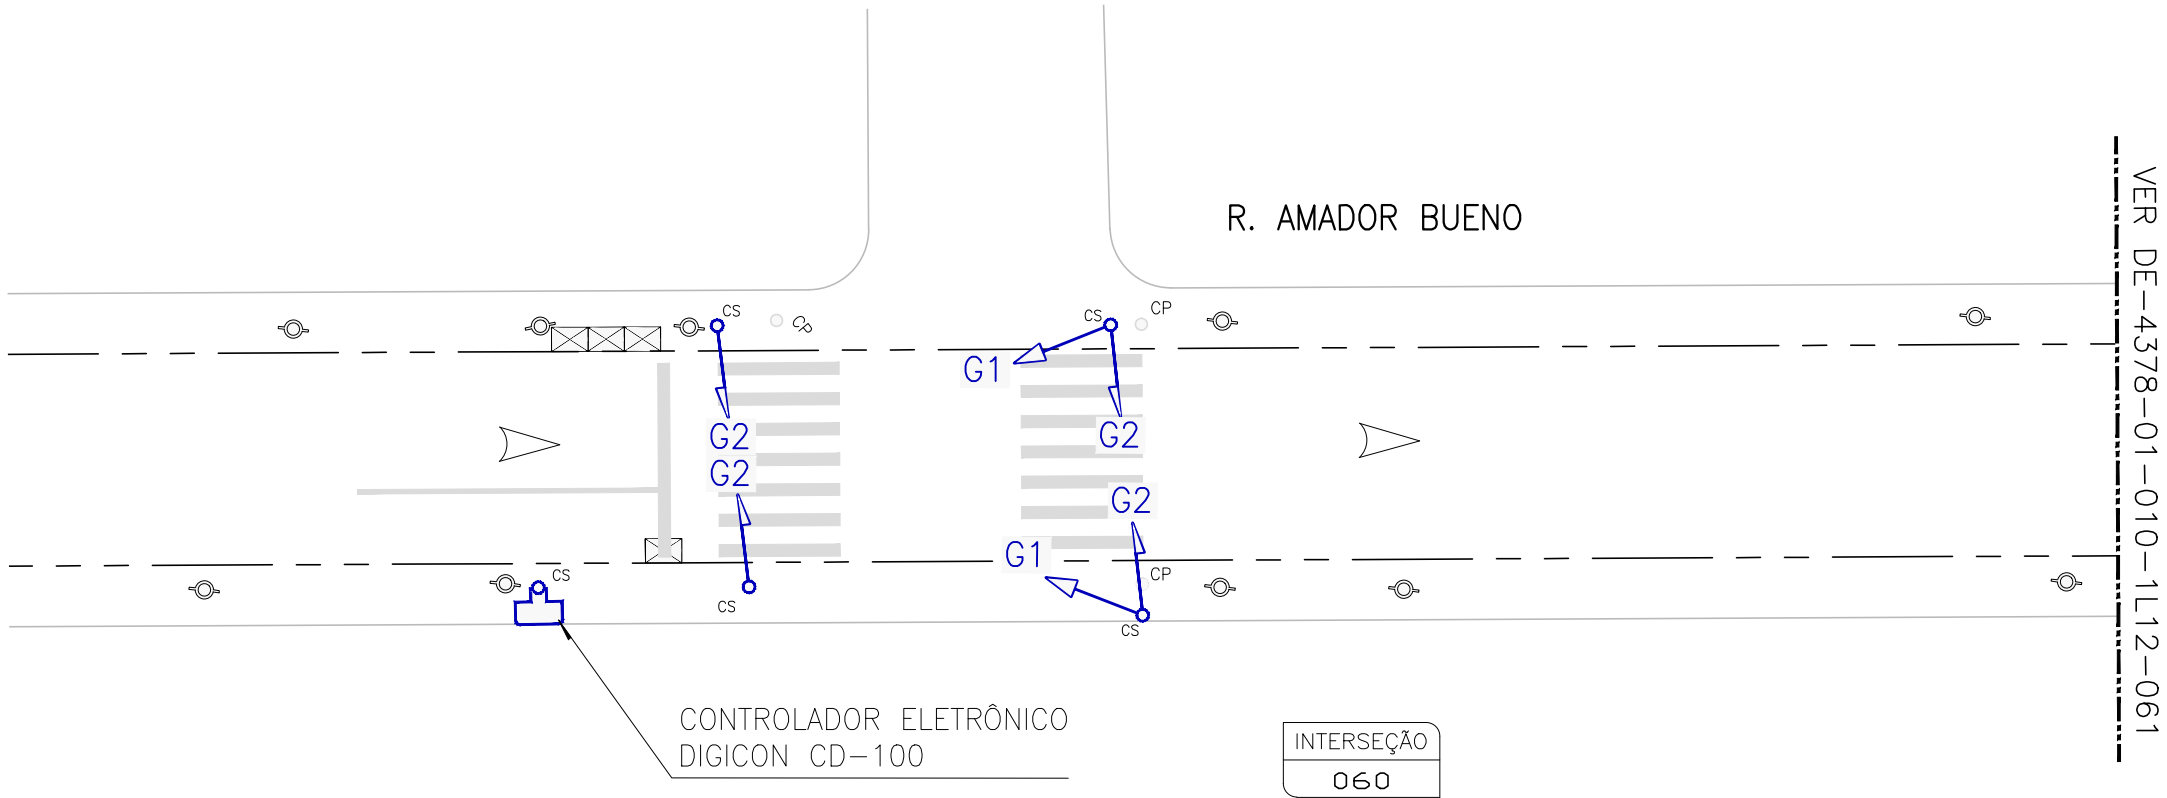 R. AMADOR BUENO
CS
CP
CS
CP
G1
G2
G2
G2
G2
G1
CS
CS
CP
CS
CONTROLADOR ELETRÔNICO
DIGICON CD-100
INTERSEÇÃO
060
VER DE-4378-01-010-1L12-061